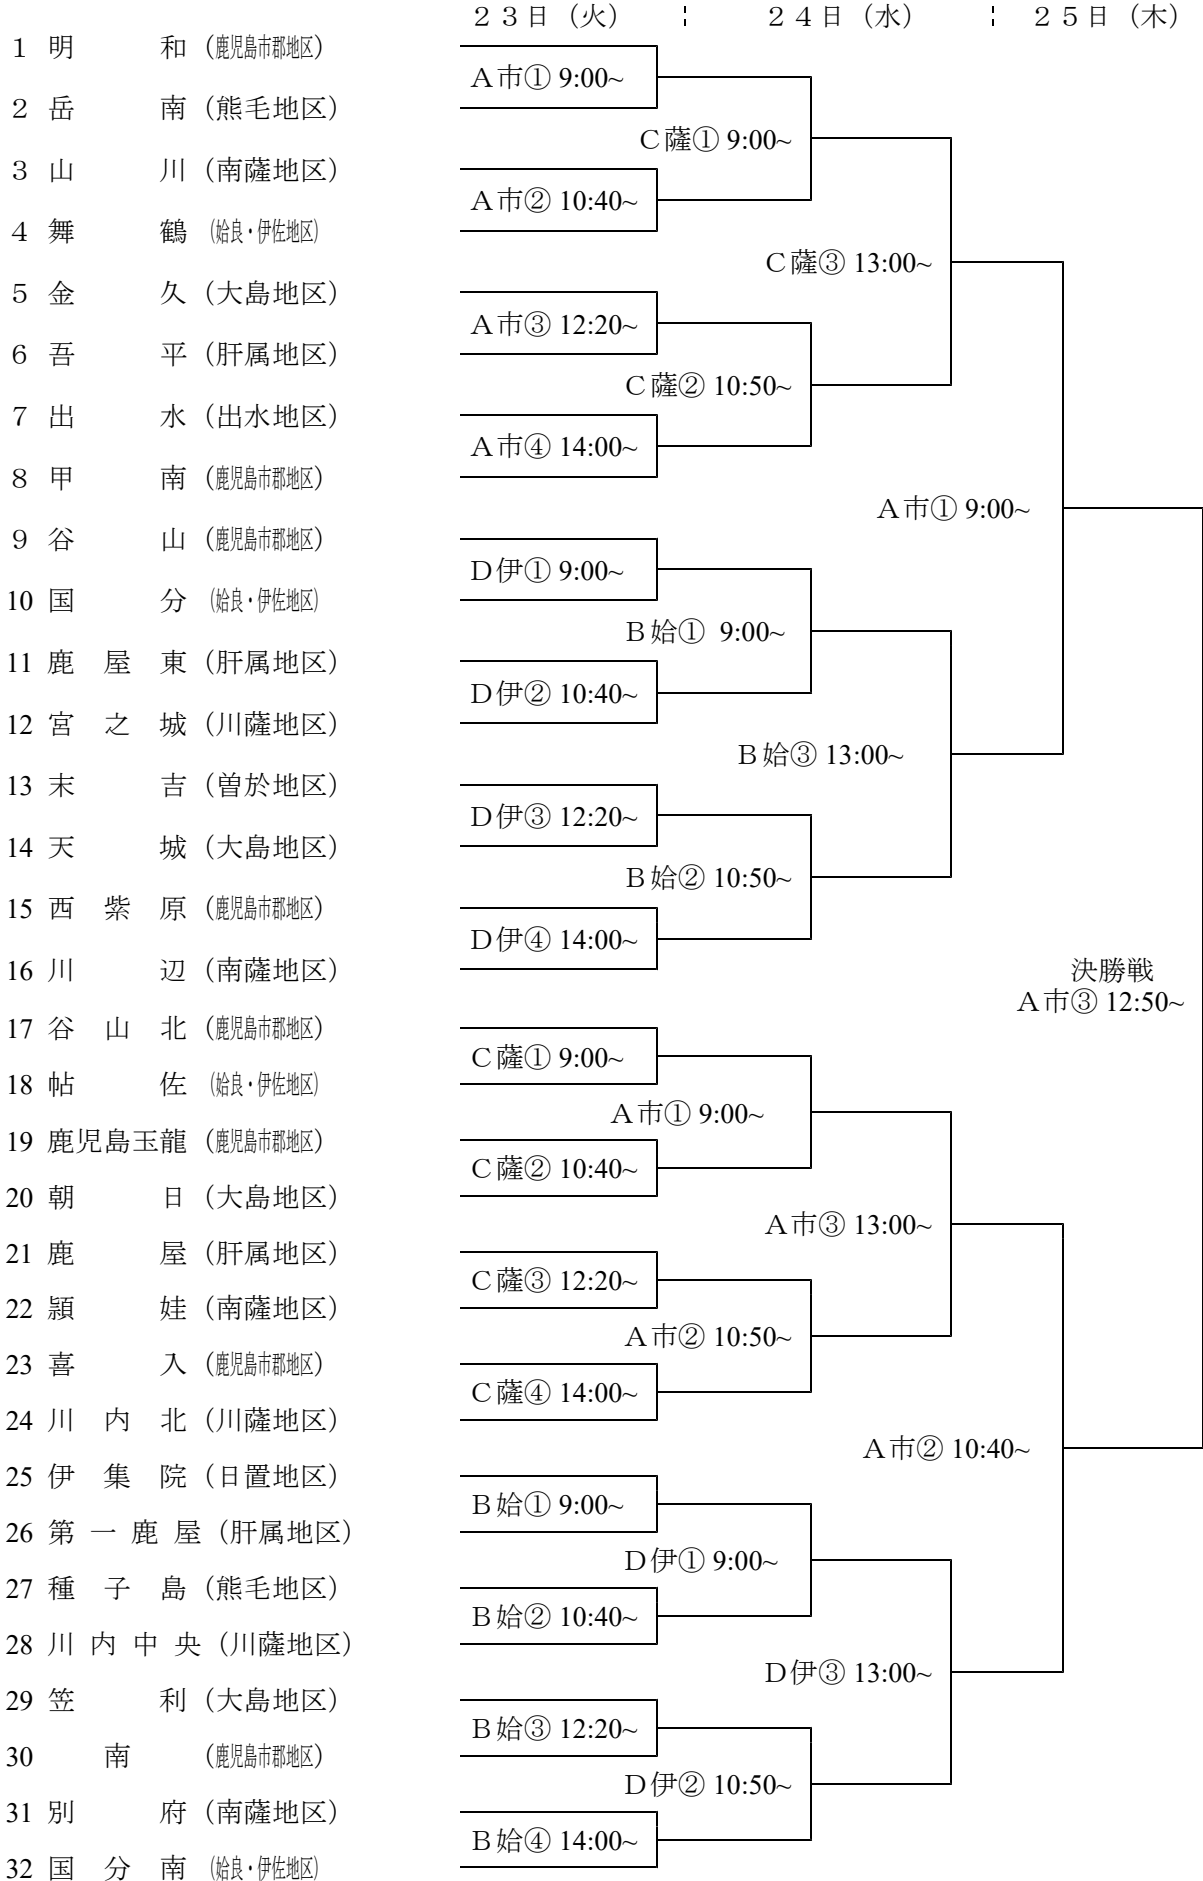 ２３日（火） ２４日（水） ２５日（木）
1 明 和（鹿児島市郡地区）
A市① 9:00~
2 岳 南（熊毛地区）
C薩① 9:00~
3 山 川（南薩地区）
A市② 10:40~
4 舞 鶴（姶良・伊佐地区）
C薩③ 13:00~
5 金 久（大島地区）
A市③ 12:20~
6 吾 平（肝属地区）
C薩② 10:50~
7 出 水（出水地区）
A市④ 14:00~
8 甲 南（鹿児島市郡地区）
A市① 9:00~
9 谷 山（鹿児島市郡地区）
D伊① 9:00~
10 国 分（姶良・伊佐地区）
B姶① 9:00~
11 鹿 屋 東（肝属地区）
D伊② 10:40~
12 宮 之 城（川薩地区）
B姶③ 13:00~
13 末 吉（曽於地区）
D伊③ 12:20~
14 天 城（大島地区）
B姶② 10:50~
15 西 紫 原（鹿児島市郡地区）
D伊④ 14:00~
16 川 辺（南薩地区）
決勝戦
A市③ 12:50~
17 谷 山 北（鹿児島市郡地区）
C薩① 9:00~
18 帖 佐（姶良・伊佐地区）
A市① 9:00~
19 鹿児島玉龍（鹿児島市郡地区）
C薩② 10:40~
20 朝 日（大島地区）
A市③ 13:00~
21 鹿 屋（肝属地区）
C薩③ 12:20~
22 頴 娃（南薩地区）
A市② 10:50~
23 喜 入（鹿児島市郡地区）
C薩④ 14:00~
24 川 内 北（川薩地区）
A市② 10:40~
25 伊 集 院（日置地区）
B姶① 9:00~
26 第 一 鹿 屋（肝属地区）
D伊① 9:00~
27 種 子 島（熊毛地区）
B姶② 10:40~
28 川 内 中 央（川薩地区）
D伊③ 13:00~
29 笠 利（大島地区）
B姶③ 12:20~
30 南 （鹿児島市郡地区）
D伊② 10:50~
31 別 府（南薩地区）
B姶④ 14:00~
32 国 分 南（姶良・伊佐地区）